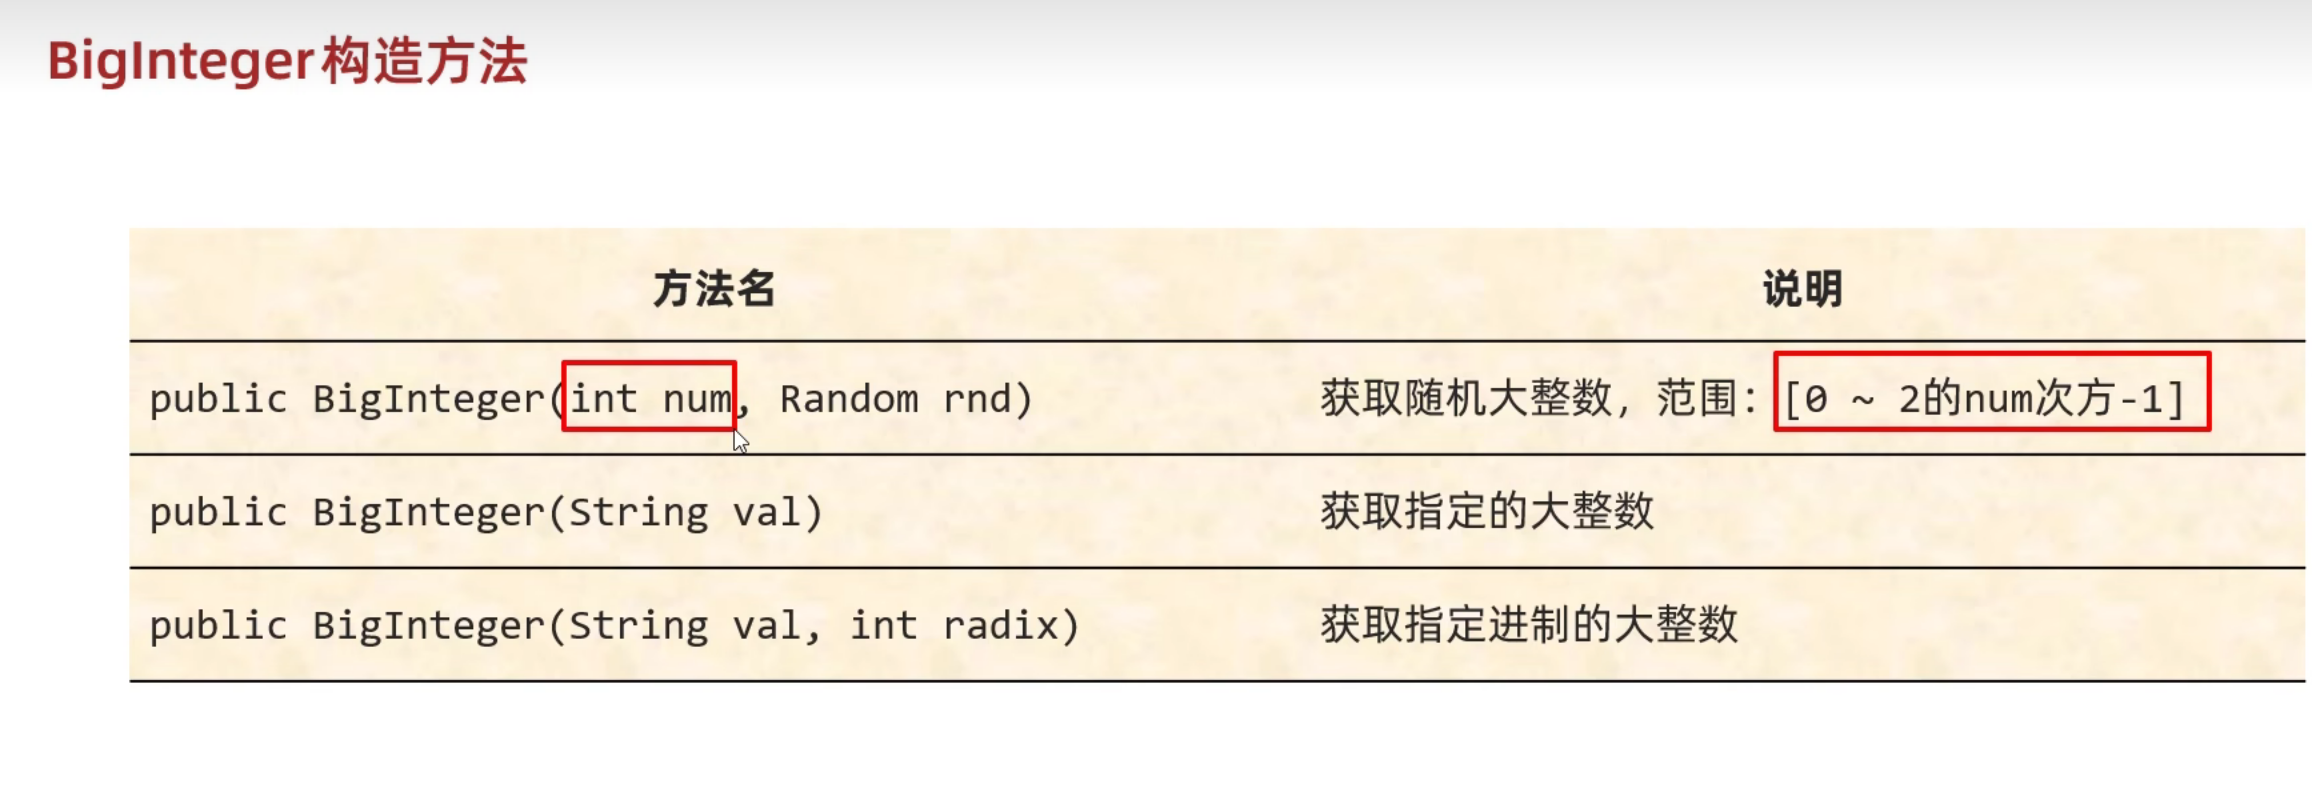 BigInteger构造方法
方法名 说明
public BigInteger(int num, Random rnd) 获取随机大整数，范围：[0 ~ 2的num次方-1]
public BigInteger(String val) 获取指定的大整数
public BigInteger(String val, int radix) 获取指定进制的大整数